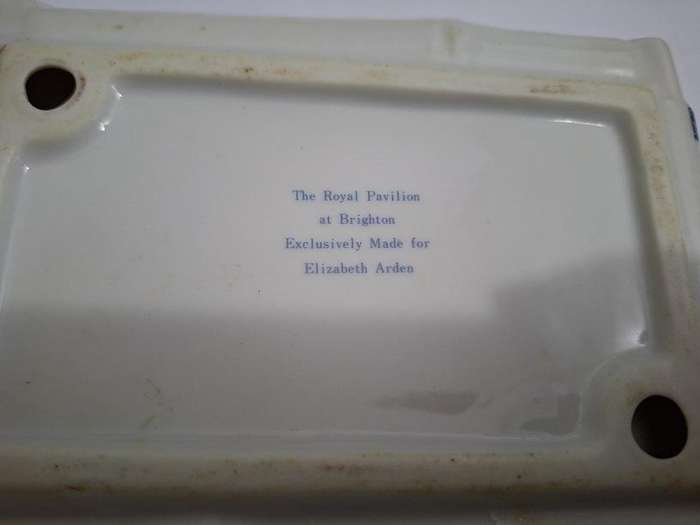 The Royal Pavilion
at Brighton
Exclusively Made for
Elizabeth Arden